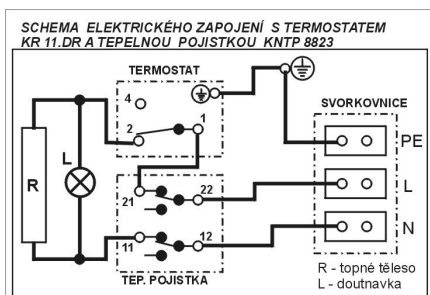 SCHEMA ELEKTRICKÉHO ZAPOJENÍ S TERMOSTATEM
KR 11.DR A TEPELNOU POJISTKOU KNTP 8823
TERMOSTAT
4
2
1
SVORKOVNICE
PE
L
R
L
21
22
11
12
N
TEP. POJISTKA
R - topné těleso
L - doutnavka